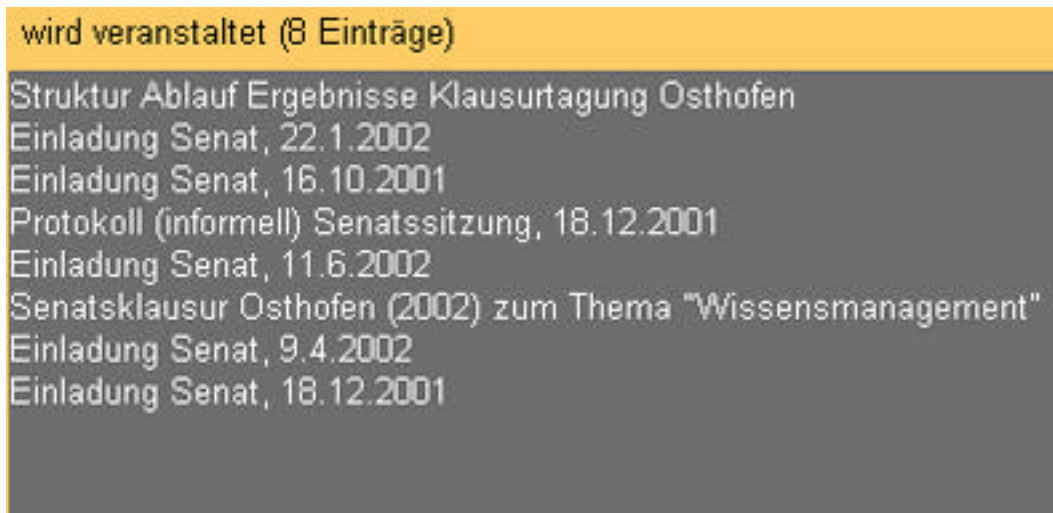 wird veranstaltet (8 Einträge)
Struktur Ablauf Ergebnisse Klausurtagung Osthofen
Einladung Senat, 22.1.2002
Einladung Senat, 16.10.2001
Protokoll (informell) Senatssitzung, 18.12.2001
Einladung Senat, 11.6.2002
Senatsklausur Osthofen (2002) zum Thema "Wissensmanagement"
Einladung Senat, 9.4.2002
Einladung Senat, 18.12.2001